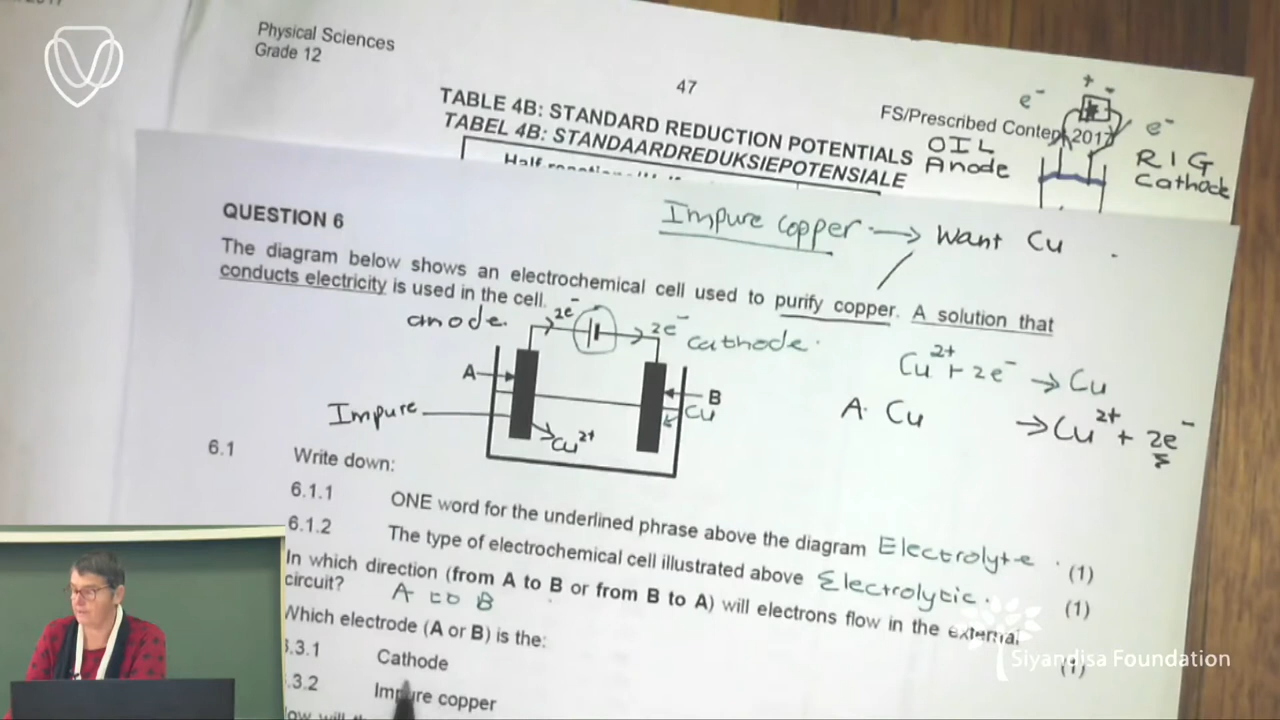 Physical Sciences
Grade 12
47
FS/Prescribed Content 2017
TABLE 4B: STANDARD REDUCTION POTENTIALS
TABEL 4B: STANDAARDREDUKSIEPOTENSIALE
+ -
e⁻
e⁻
OIL
Anode
RIG
Cathode
Impure copper → Want Cu
QUESTION 6
The diagram below shows an electrochemical cell used to purify copper. A solution that
conducts electricity is used in the cell.
anode.
2e⁻
2e⁻
cathode.
Cu²⁺ + 2e⁻ → Cu
A
B
Cu
A. Cu → Cu²⁺ + 2e⁻
Impure
Cu²⁺
6.1 Write down:
6.1.1 ONE word for the underlined phrase above the diagram Electrolyte. (1)
6.1.2 The type of electrochemical cell illustrated above Electrolytic. (1)
In which direction (from A to B or from B to A) will electrons flow in the external
circuit? A to B (1)
Which electrode (A or B) is the:
.3.1 Cathode
.3.2 Impure copper
Siyandisa Foundation